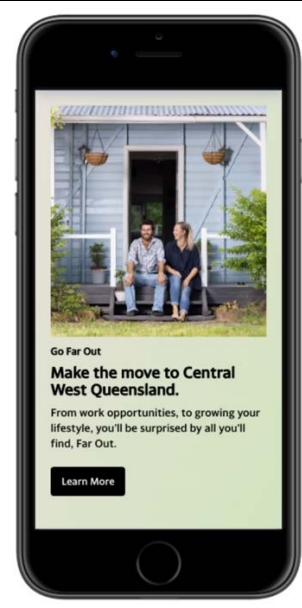 Go Far Out
Make the move to Central
West Queensland.
From work opportunities, to growing your
lifestyle, you'll be surprised by all you'll
find, Far Out.
Learn More